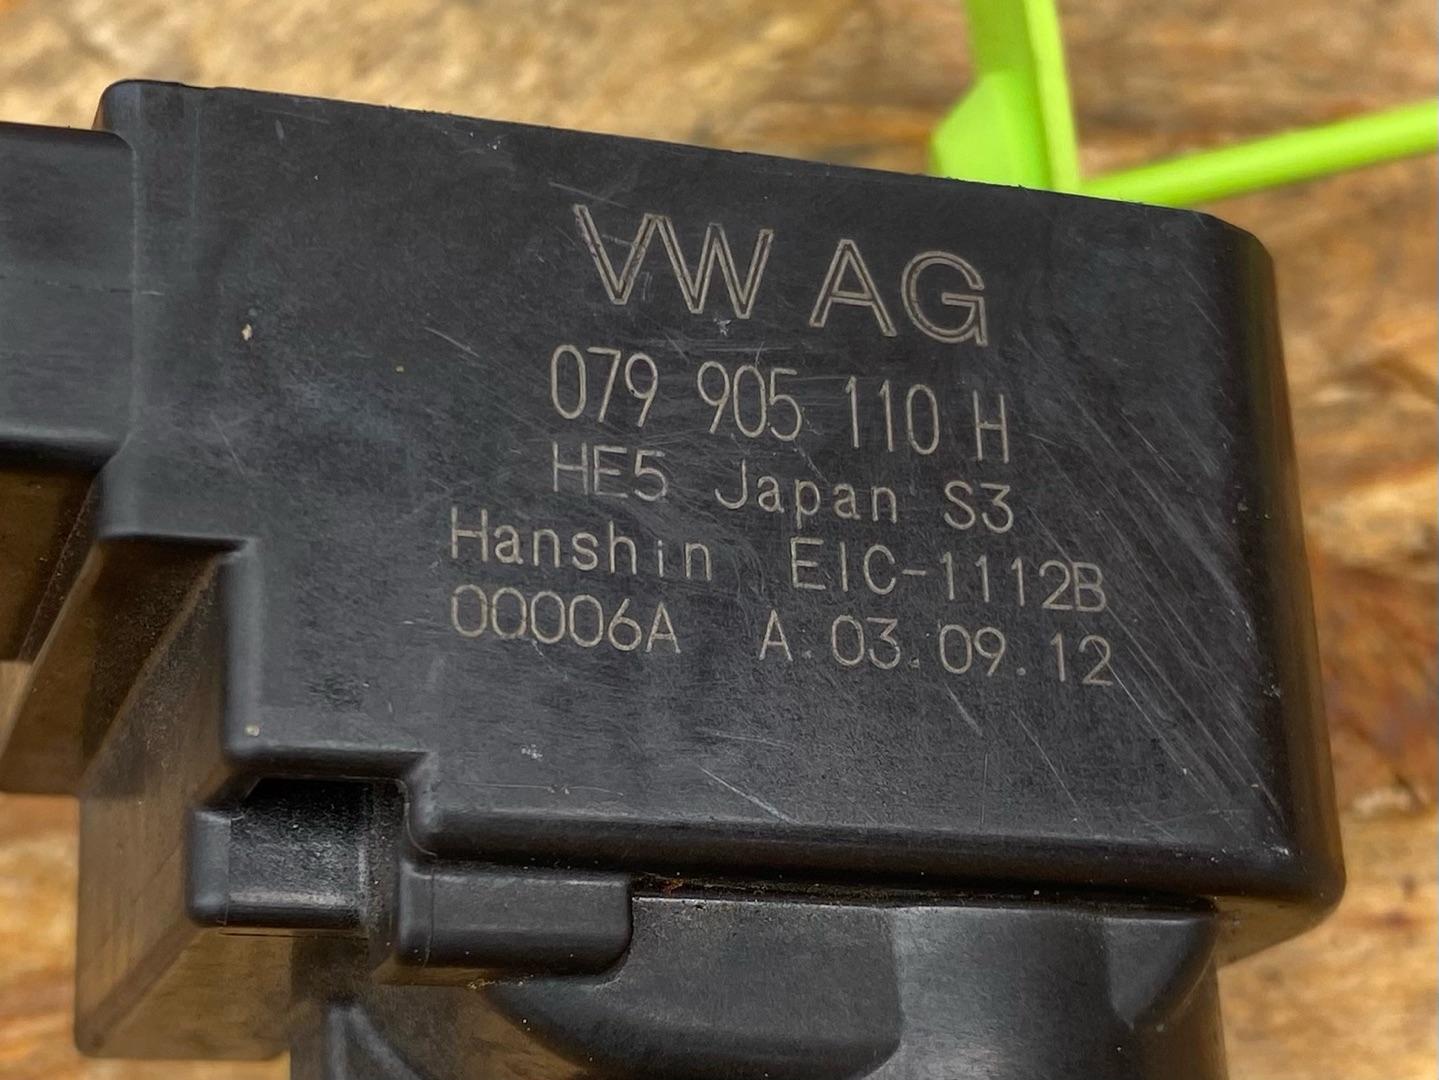 VW AG
079 905 110 H
HE5 Japan S3
Hanshin EIC-1112B
00006A A.03.09.12